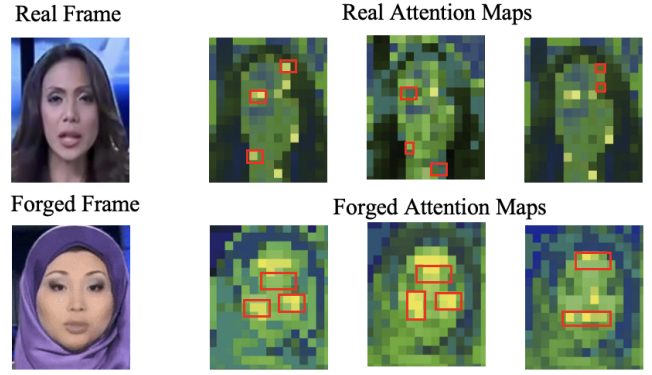 Real Frame
Real Attention Maps
Forged Frame
Forged Attention Maps